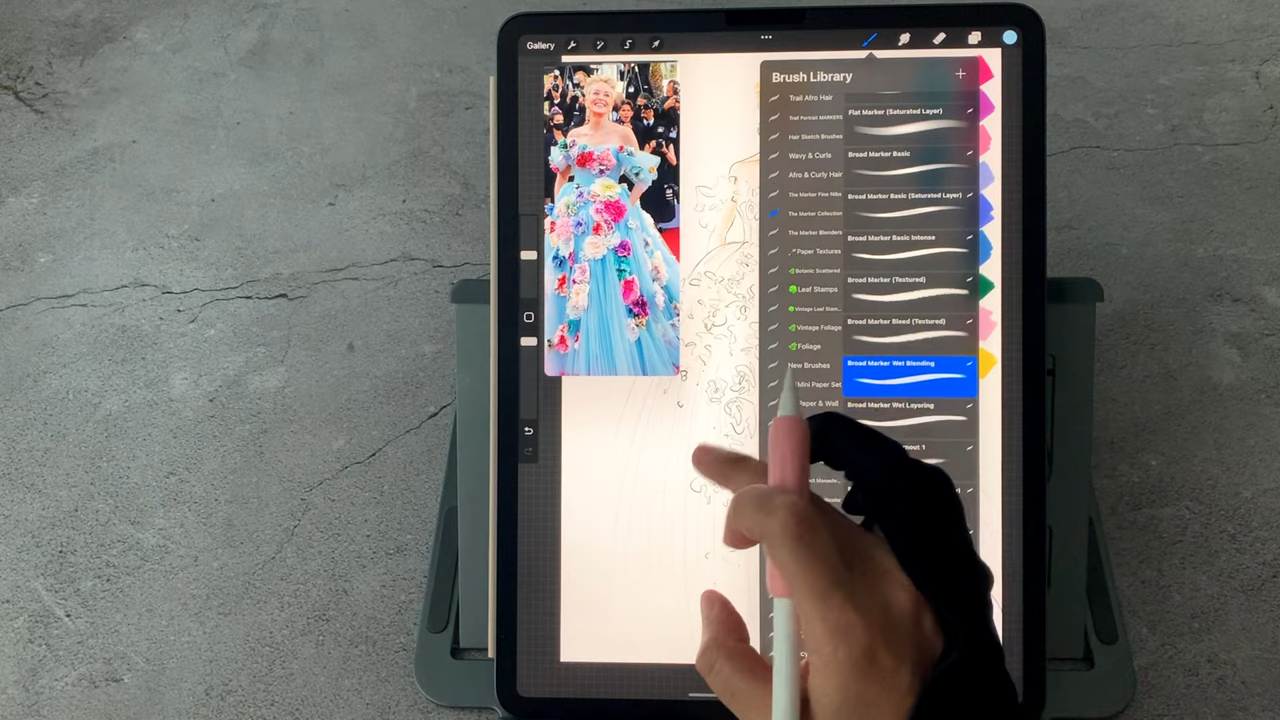 Gallery
Brush Library
Trail Afro Hair
Trail Portrait MARKERS
Hair Sketch Brushes
Wavy & Curls
Afro & Curly Hair
The Marker Fine Nibs
The Marker Collection
The Marker Blenders
Paper Textures
Botanic Scattered
Leaf Stamps
Vintage Leaf Stam...
Vintage Foliage
Foliage
New Brushes
Mini Paper Set
Paper & Wall
Flat Marker (Saturated Layer)
Broad Marker Basic
Broad Marker Basic (Saturated Layer)
Broad Marker Basic Intense
Broad Marker (Textured)
Broad Marker Bleed (Textured)
Broad Marker Wet Blending
Broad Marker Wet Layering